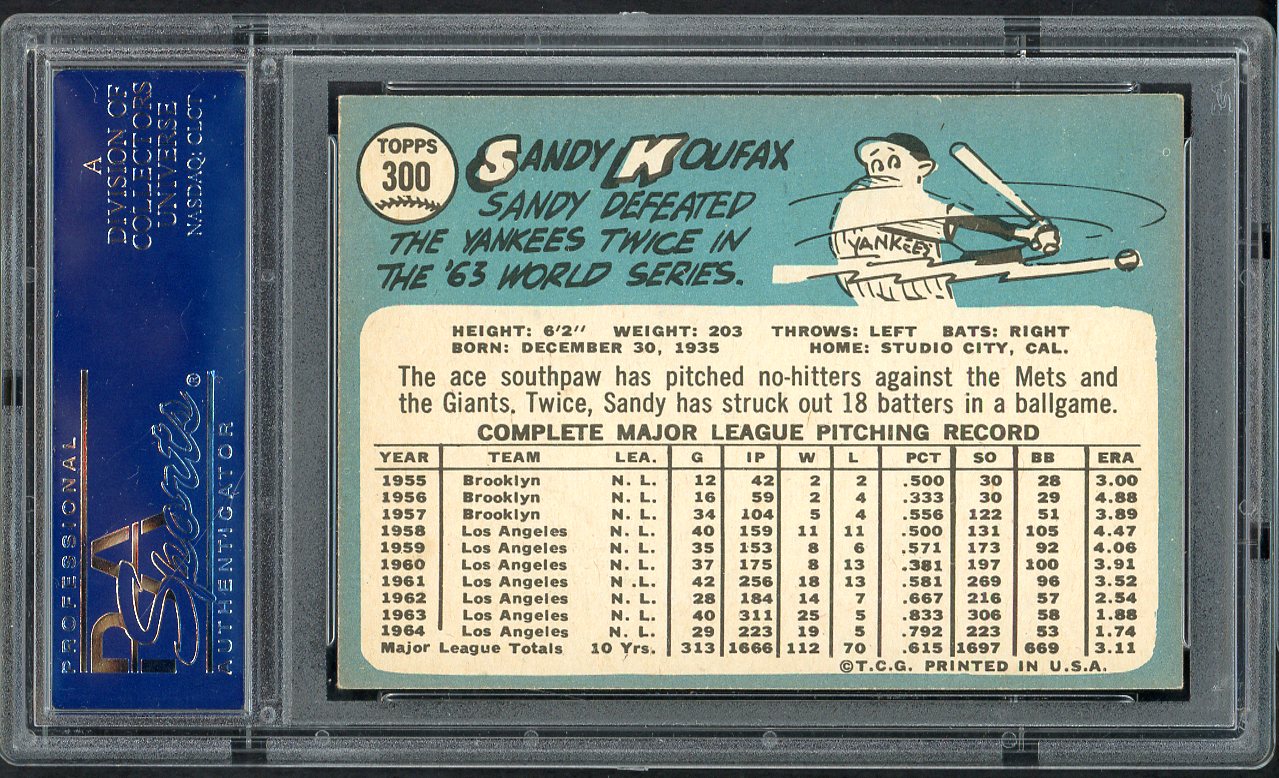 A
DIVISION OF
COLLECTORS
UNIVERSE
NASDAQ: CLCT
PROFESSIONAL
PSA
Sports®
AUTHENTICATOR
TOPPS
300
SANDY KOUFAX
SANDY DEFEATED
THE YANKEES TWICE IN
THE '63 WORLD SERIES.
YANKEES
HEIGHT: 6'2" WEIGHT: 203 THROWS: LEFT BATS: RIGHT
BORN: DECEMBER 30, 1935 HOME: STUDIO CITY, CAL.
The ace southpaw has pitched no-hitters against the Mets and
the Giants. Twice, Sandy has struck out 18 batters in a ballgame.
COMPLETE MAJOR LEAGUE PITCHING RECORD
YEAR TEAM LEA. G IP W L PCT SO BB ERA
1955 Brooklyn N. L. 12 42 2 2 .500 30 28 3.00
1956 Brooklyn N. L. 16 59 2 4 .333 30 29 4.88
1957 Brooklyn N. L. 34 104 5 4 .556 122 51 3.89
1958 Los Angeles N. L. 40 159 11 11 .500 131 105 4.47
1959 Los Angeles N. L. 35 153 8 6 .571 173 92 4.06
1960 Los Angeles N. L. 37 175 8 13 .381 197 100 3.91
1961 Los Angeles N. L. 42 256 18 13 .581 269 96 3.52
1962 Los Angeles N. L. 28 184 14 7 .667 216 57 2.54
1963 Los Angeles N. L. 40 311 25 5 .833 306 58 1.88
1964 Los Angeles N. L. 29 223 19 5 .792 223 53 1.74
Major League Totals 10 Yrs. 313 1666 112 70 .615 1697 669 3.11
©T.C.G. PRINTED IN U.S.A.